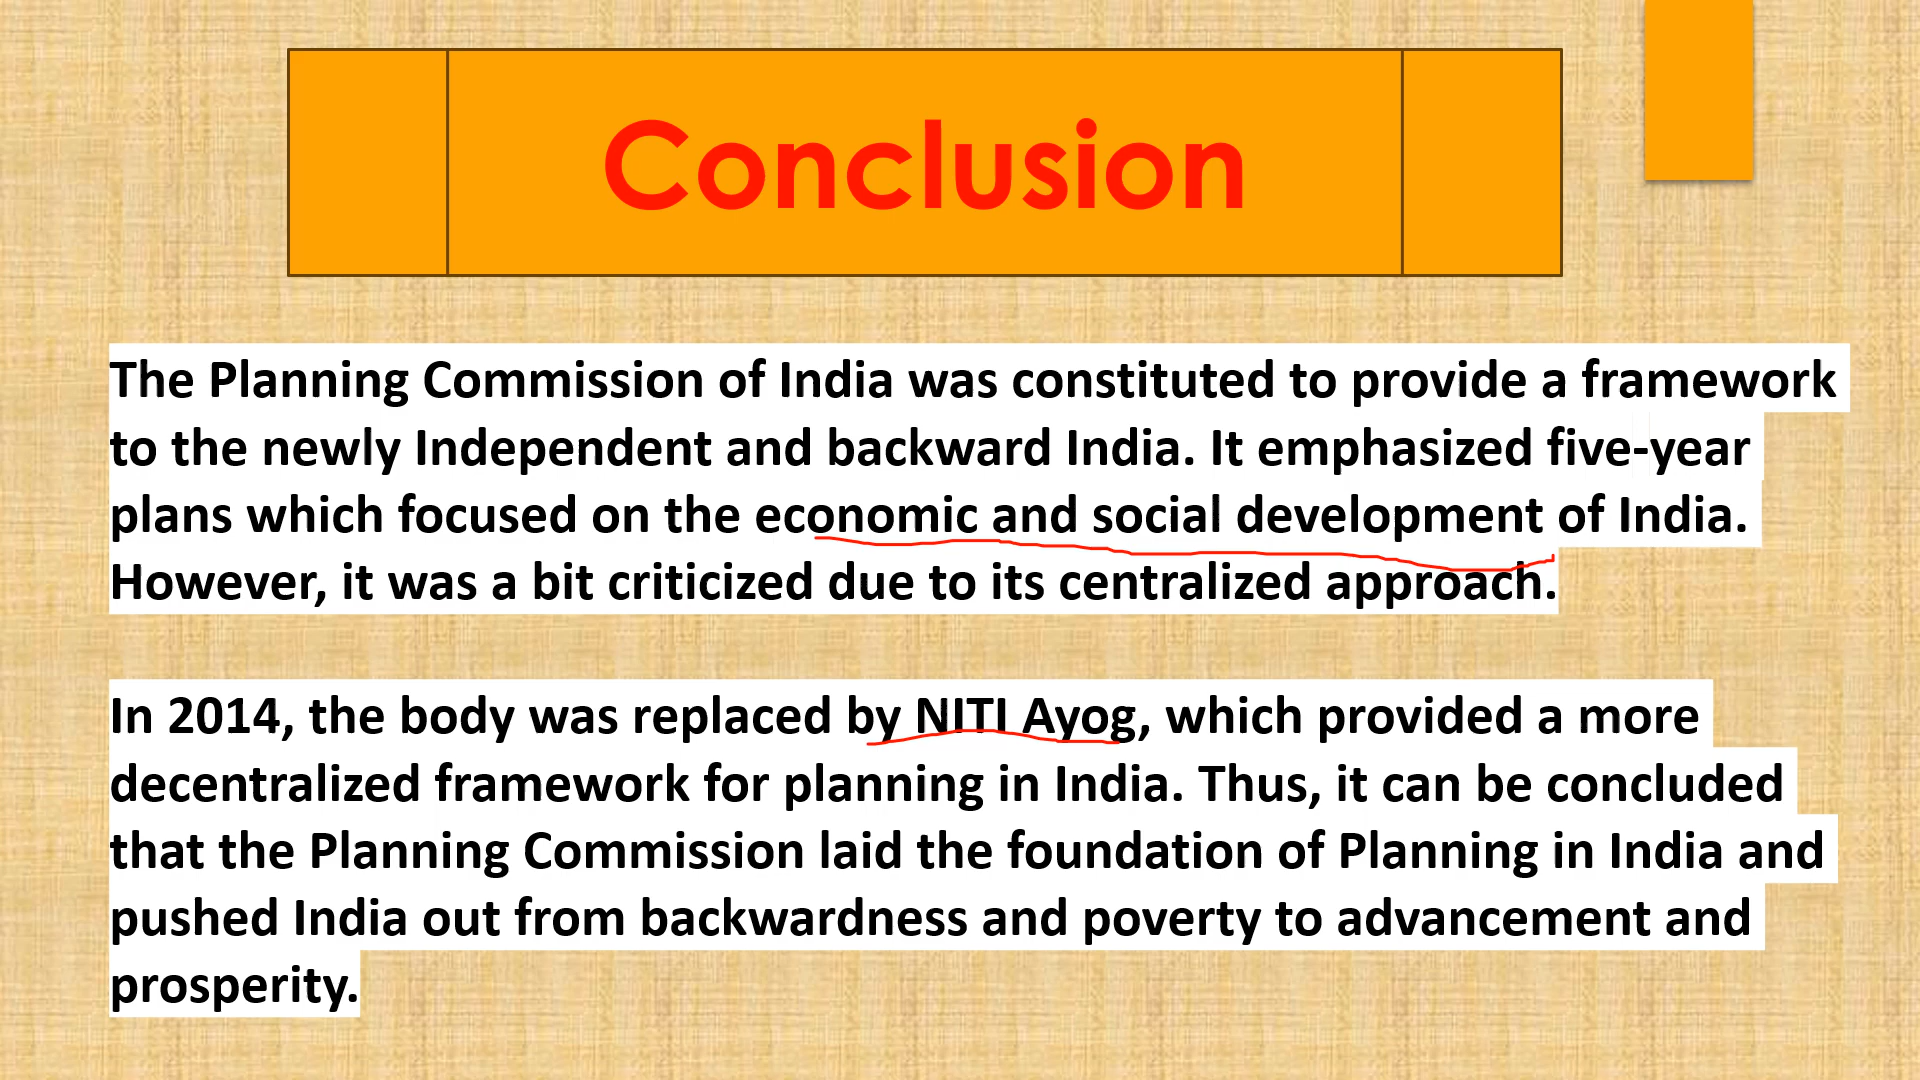 Conclusion
The Planning Commission of India was constituted to provide a framework
to the newly Independent and backward India. It emphasized five-year
plans which focused on the economic and social development of India.
However, it was a bit criticized due to its centralized approach.
In 2014, the body was replaced by NITI Ayog, which provided a more
decentralized framework for planning in India. Thus, it can be concluded
that the Planning Commission laid the foundation of Planning in India and
pushed India out from backwardness and poverty to advancement and
prosperity.